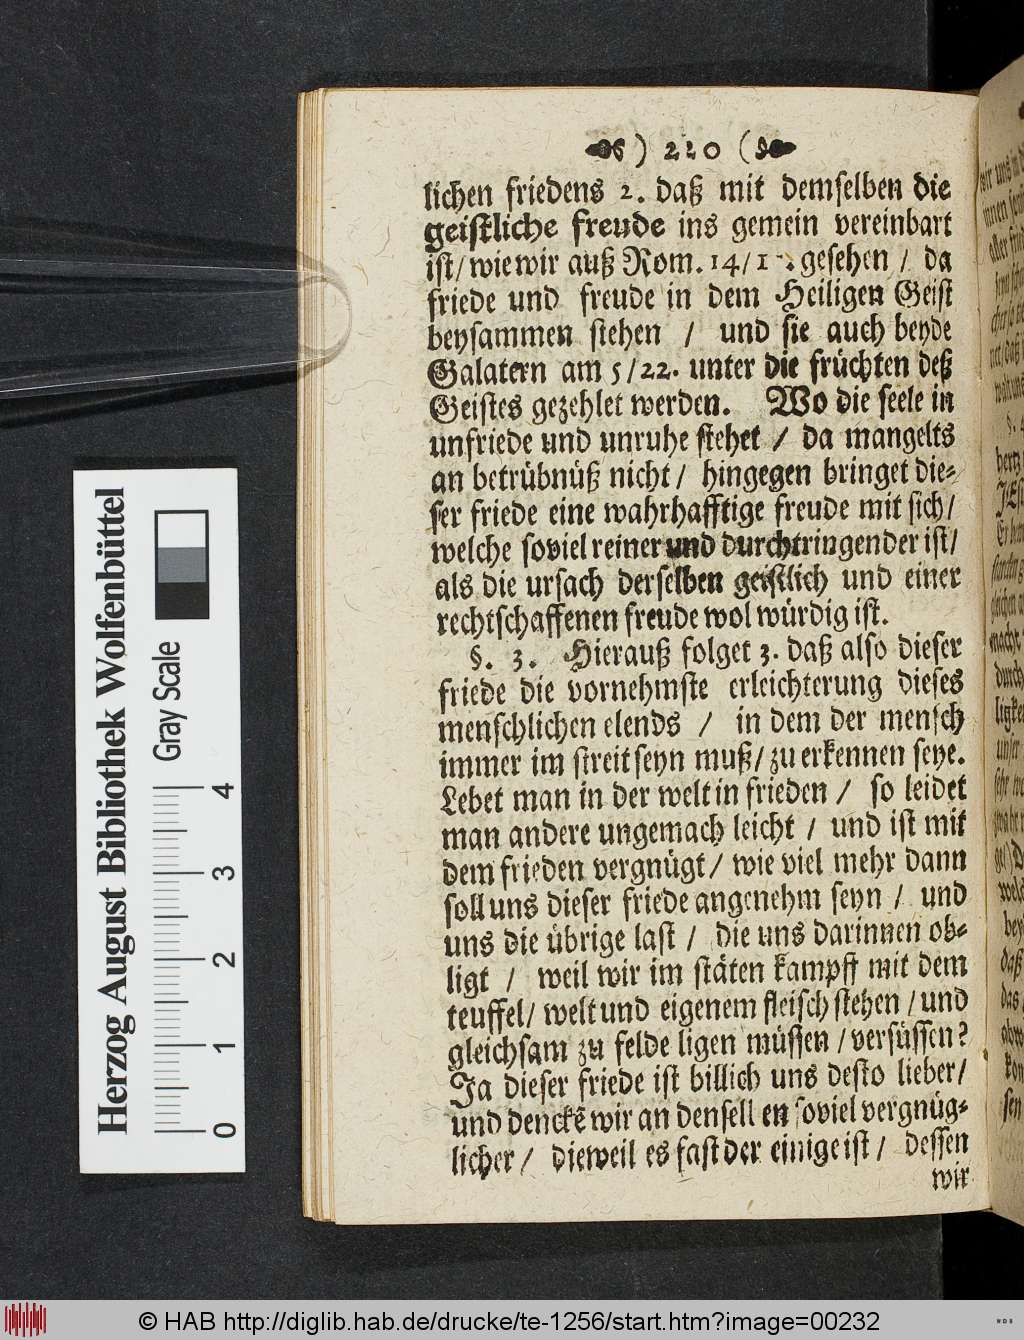 ) 210 (
lichen friedens 2. daß mit demselben die
geistliche freude ins gemein vereinbart
ist/ wie wir auß Rom. 14/ gesehen / da
friede und freude in dem Heiligen Geist
beysammen stehen / und sie auch beyde
Galatern am 5/22. unter die früchten deß
Geistes gezehlet werden. Wo die seele in
unfriede und unruhe stehet / da mangelts
an betrübnüß nicht / hingegen bringet die=
ser friede eine wahrhafftige freude mit sich/
welche soviel reiner und durchtringender ist/
als die ursach derselben geistlich und einer
rechtschaffenen freude wol würdig ist.
§. 3. Hierauß folget 3. daß also dieser
friede die vornehmste erleichterung dieses
menschlichen elends / in dem der mensch
immer im streit seyn muß/ zu erkennen seye.
Lebet man in der welt in frieden / so leidet
man andere ungemach leicht / und ist mit
dem frieden vergnügt/ wie viel mehr dann
soll uns dieser friede angenehm seyn / und
uns die übrige last / die uns darinnen ob=
ligt / weil wir im stäten kampff mit dem
teuffel/ welt und eigenem fleisch stehen / und
gleichsam zu felde ligen müssen / versüssen?
Ja dieser friede ist billich uns desto lieber/
und denckē wir an denselben soviel vergnüg=
licher / dieweil es fast der einige ist / dessen
wir
Herzog August Bibliothek Wolfenbüttel
Gray Scale
0 1 2 3 4
© HAB http://diglib.hab.de/drucke/te-1256/start.htm?image=00232